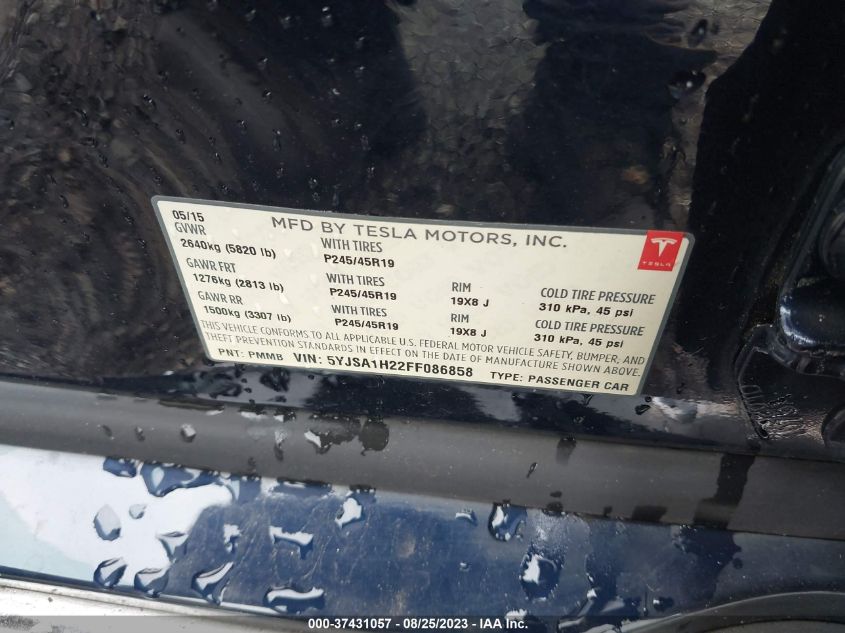 05/15 MFD BY TESLA MOTORS, INC.
GVWR WITH TIRES
2640kg (5820 lb) P245/45R19
GAWR FRT WITH TIRES RIM COLD TIRE PRESSURE
1276kg (2813 lb) P245/45R19 19X8 J 310 kPa, 45 psi
GAWR RR WITH TIRES RIM COLD TIRE PRESSURE
1500kg (3307 lb) P245/45R19 19X8 J 310 kPa, 45 psi
THIS VEHICLE CONFORMS TO ALL APPLICABLE U.S. FEDERAL MOTOR VEHICLE SAFETY, BUMPER, AND
THEFT PREVENTION STANDARDS IN EFFECT ON THE DATE OF MANUFACTURE SHOWN ABOVE.
PNT: PMMB VIN: 5YJSA1H22FF086858 TYPE: PASSENGER CAR
TESLA
000-37431057 - 08/25/2023 - IAA Inc.